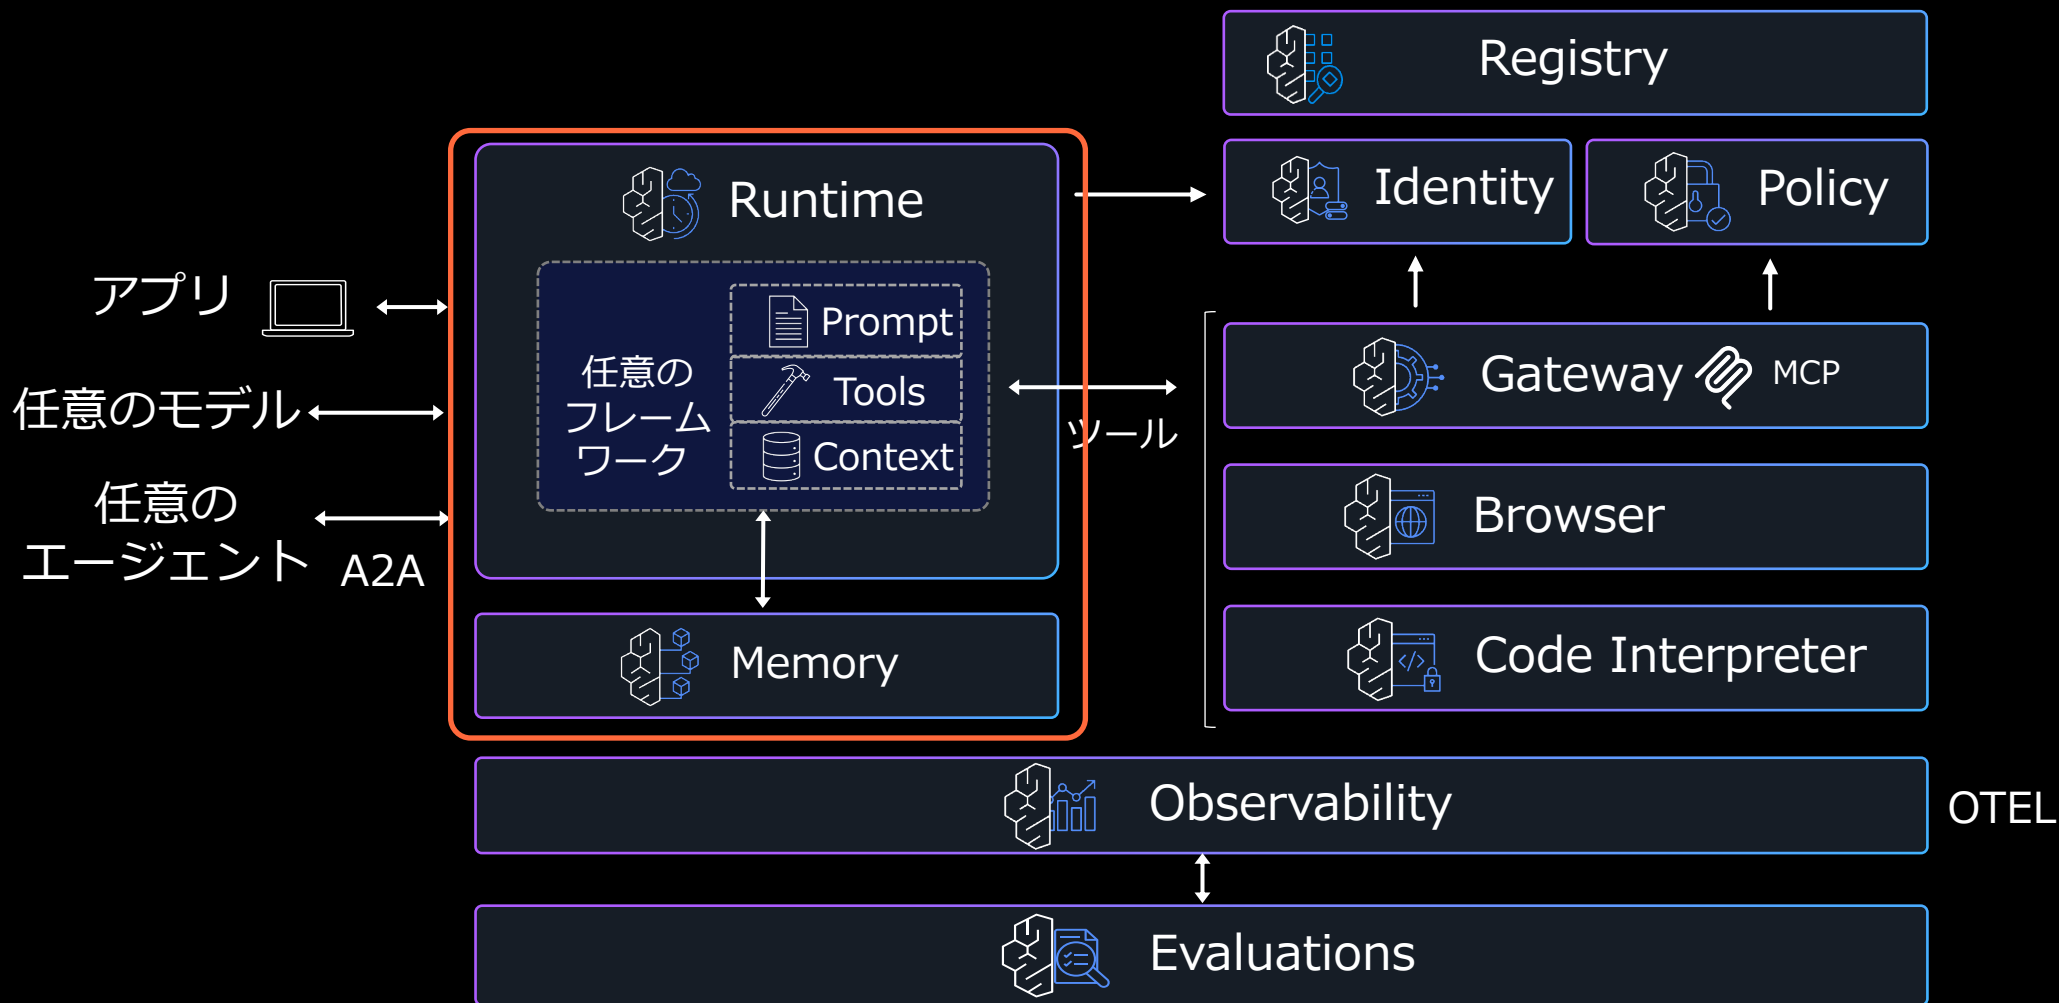 Registry
Identity
Policy
Runtime
アプリ
Prompt
任意の
フレーム
ワーク
Tools
Context
任意のモデル
任意の
エージェント
A2A
ツール
Gateway
MCP
Browser
Code Interpreter
Memory
Observability
OTEL
Evaluations